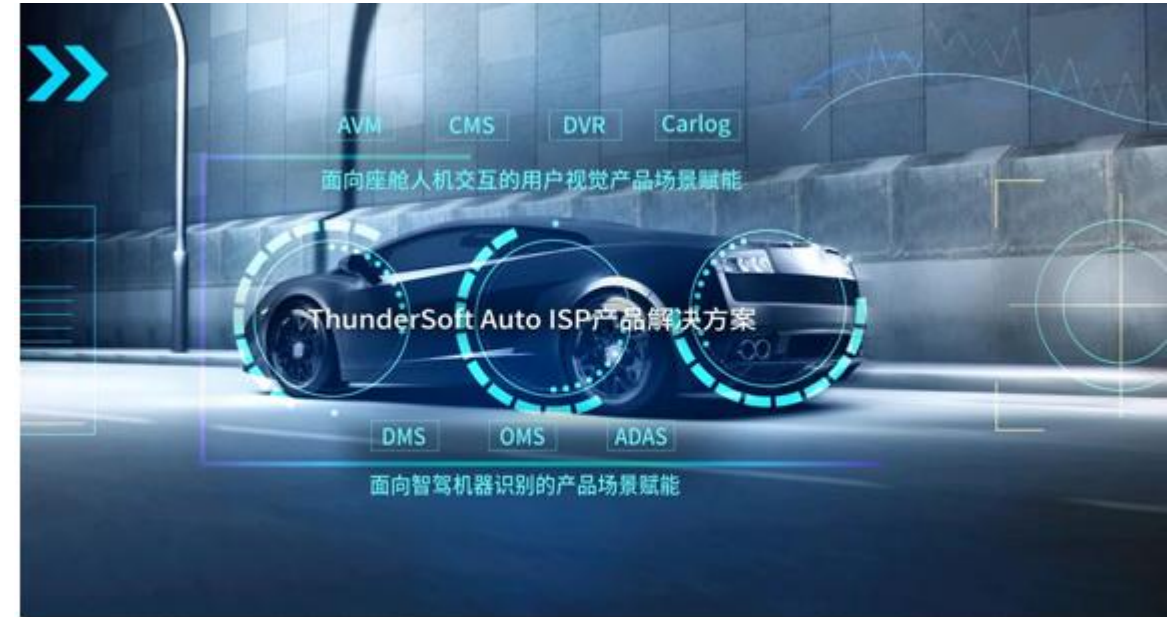 AVM CMS DVR Carlog
面向座舱人机交互的用户视觉产品场景赋能
ThunderSoft Auto ISP产品解决方案
DMS OMS ADAS
面向智驾机器识别的产品场景赋能